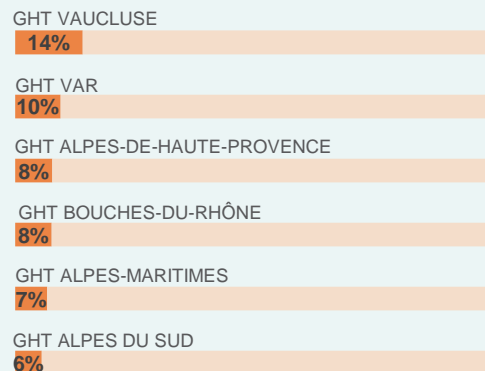 GHT VAUCLUSE
14%
GHT VAR
10%
GHT ALPES-DE-HAUTE-PROVENCE
8%
GHT BOUCHES-DU-RHÔNE
8%
GHT ALPES-MARITIMES
7%
GHT ALPES DU SUD
6%